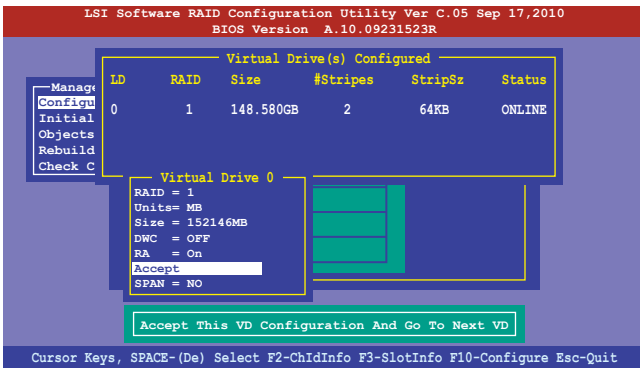 LSI Software RAID Configuration Utility Ver C.05 Sep 17,2010
BIOS Version A.10.09231523R
Virtual Drive(s) Configured
LD RAID Size #Stripes StripSz Status
0 1 148.580GB 2 64KB ONLINE
Manage
Configu
Initial
Objects
Rebuild
Check C
Virtual Drive 0
RAID = 1
Units= MB
Size = 152146MB
DWC = OFF
RA = On
Accept
SPAN = NO
Accept This VD Configuration And Go To Next VD
Cursor Keys, SPACE-(De) Select F2-ChIdInfo F3-SlotInfo F10-Configure Esc-Quit